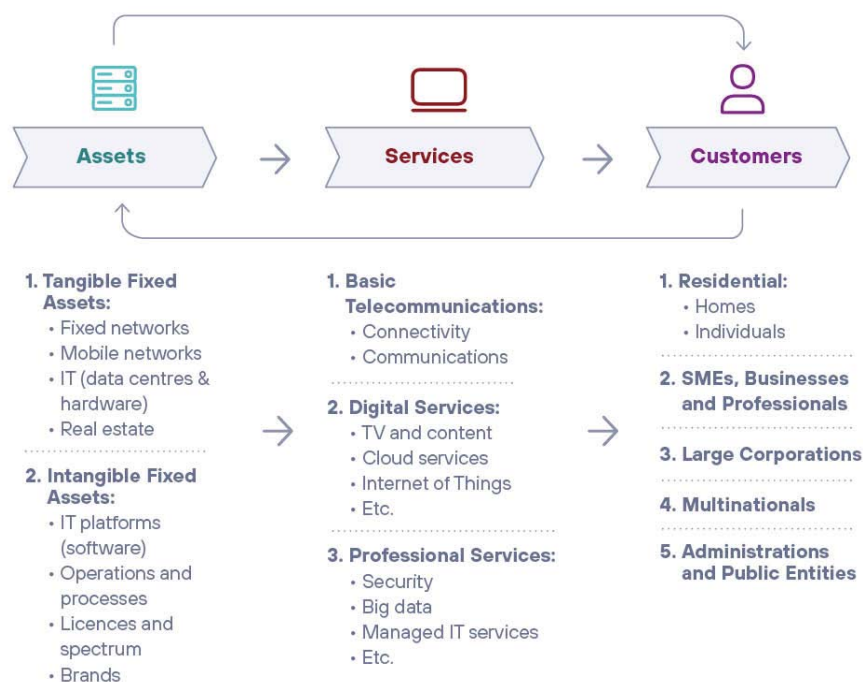 Assets
Services
Customers
1. Tangible Fixed
Assets:
• Fixed networks
• Mobile networks
• IT (data centres &
hardware)
• Real estate
2. Intangible Fixed
Assets:
• IT platforms
(software)
• Operations and
processes
• Licences and
spectrum
• Brands
1. Basic
Telecommunications:
• Connectivity
• Communications
2. Digital Services:
• TV and content
• Cloud services
• Internet of Things
• Etc.
3. Professional Services:
• Security
• Big data
• Managed IT services
• Etc.
1. Residential:
• Homes
• Individuals
2. SMEs, Businesses
and Professionals
3. Large Corporations
4. Multinationals
5. Administrations
and Public Entities